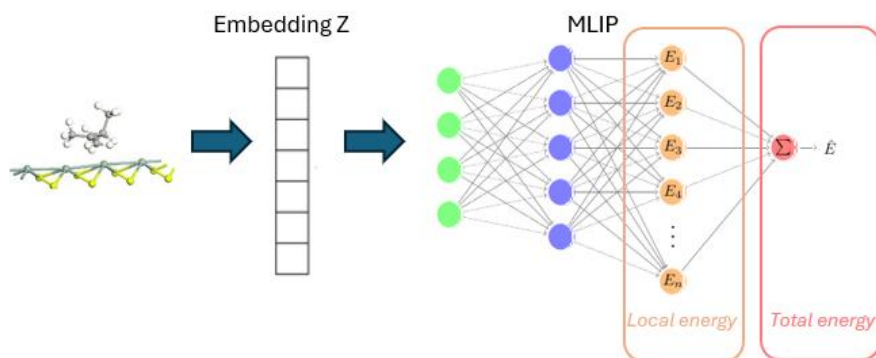 Embedding Z
MLIP
E₁
E₂
E₃
E₄
⋮
Eₙ
∑
Ê
Local energy
Total energy